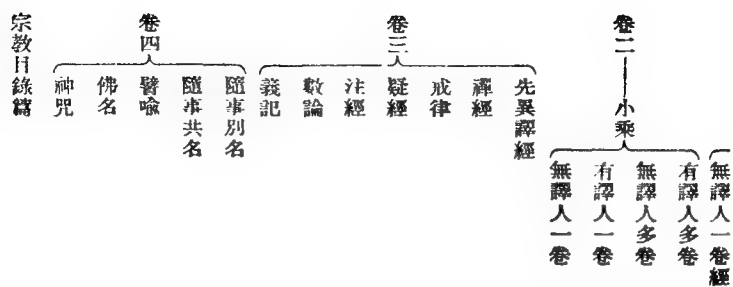 無譯人一卷經
卷二——小乘
有譯人多卷
無譯人多卷
有譯人一卷
無譯人一卷
卷三
先異譯經
禪經
戒律
疑經
注經
數論
義記
卷四
隨事別名
隨事共名
譬喻
佛名
神咒
宗教目錄篇